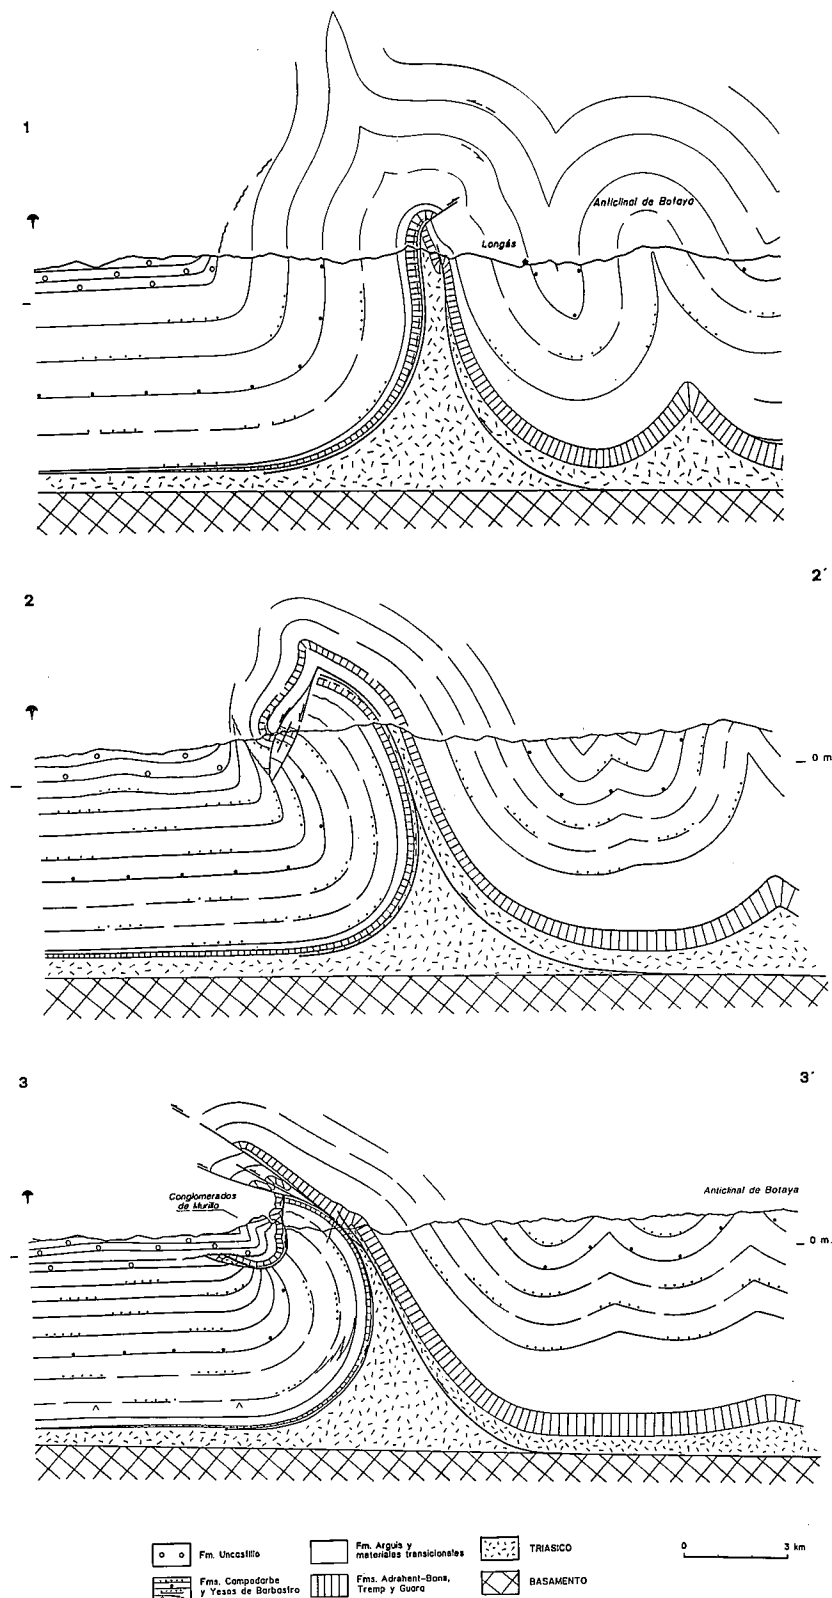 1
Longás
Anticlinal de Botaya
2´
2
0 m
3
3´
Conglomerados
de Murillo
Anticlinal de Botaya
0 m.
Fm. Uncastillo
Fm. Arguis y
materiales transicionales
TRIASICO
0 3 km
Fms. Campodarbe
y Yesos de Barbastro
Fms. Adrahent-Bona,
Tremp y Guara
BASAMENTO